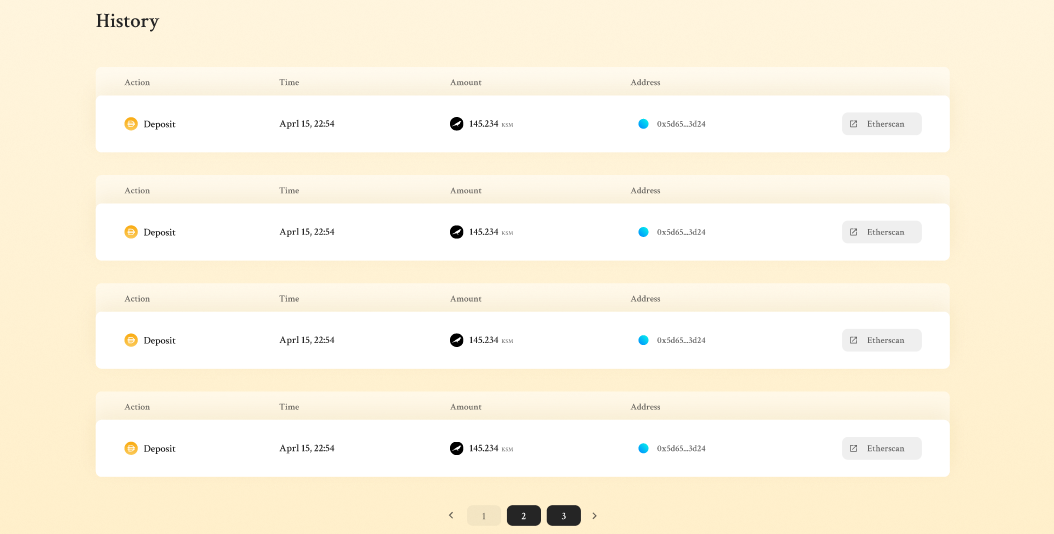 History
Action Time Amount Address
Deposit Aprl 15, 22:54 145.234 KSM 0x5d65...3d24 Etherscan
Action Time Amount Address
Deposit Aprl 15, 22:54 145.234 KSM 0x5d65...3d24 Etherscan
Action Time Amount Address
Deposit Aprl 15, 22:54 145.234 KSM 0x5d65...3d24 Etherscan
Action Time Amount Address
Deposit Aprl 15, 22:54 145.234 KSM 0x5d65...3d24 Etherscan
1 2 3